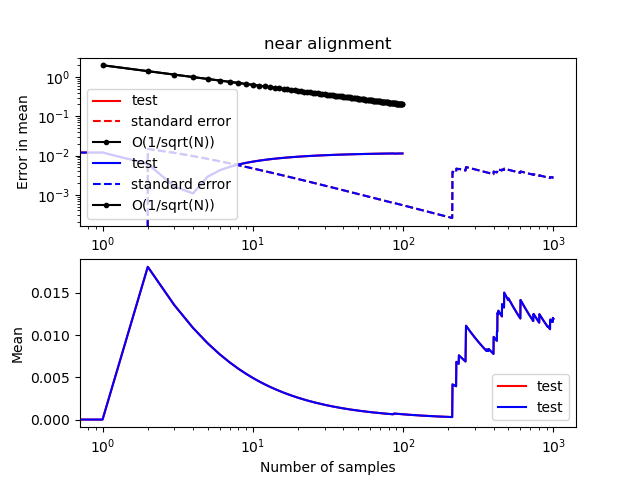 near alignment
Error in mean
10⁰
10⁻¹
10⁻²
10⁻³
test
standard error
O(1/sqrt(N))
test
standard error
O(1/sqrt(N))
10⁰
10¹
10²
10³
Mean
0.015
0.010
0.005
0.000
test
test
10⁰
10¹
10²
10³
Number of samples